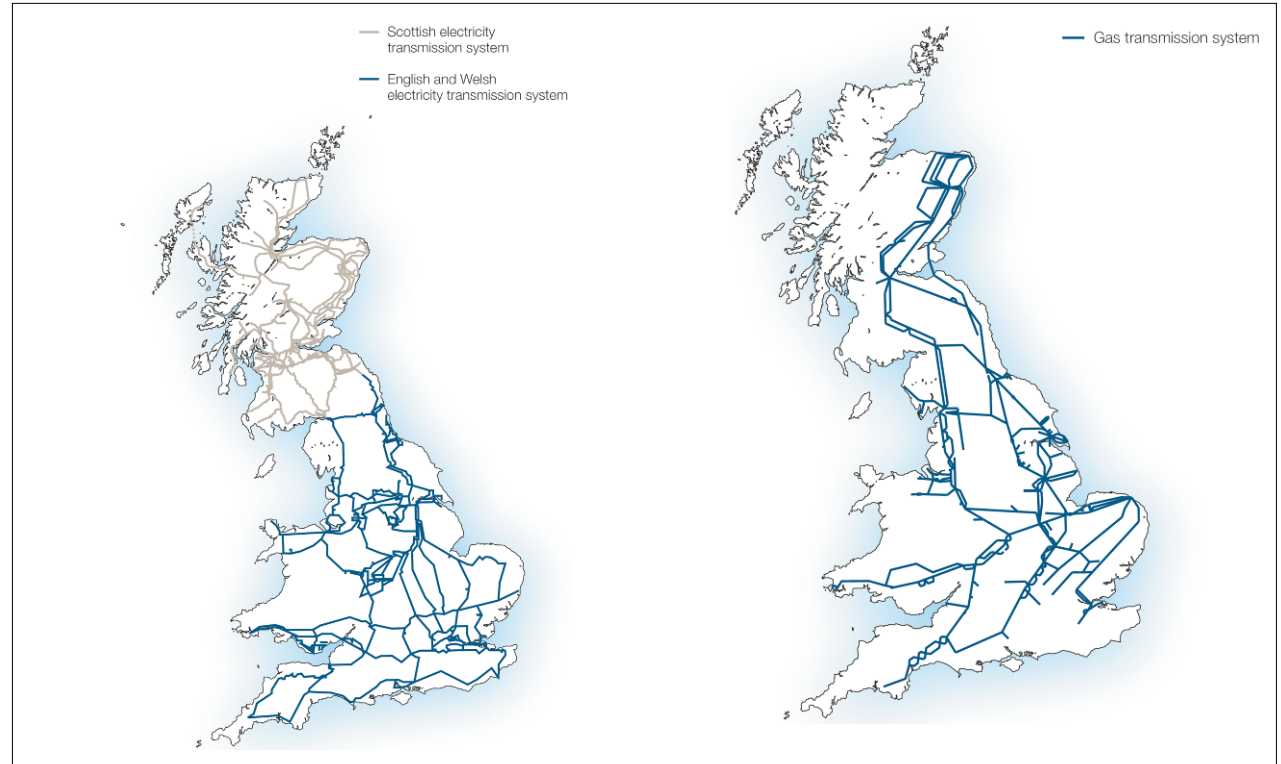 Scottish electricity
transmission system
English and Welsh
electricity transmission system
Gas transmission system